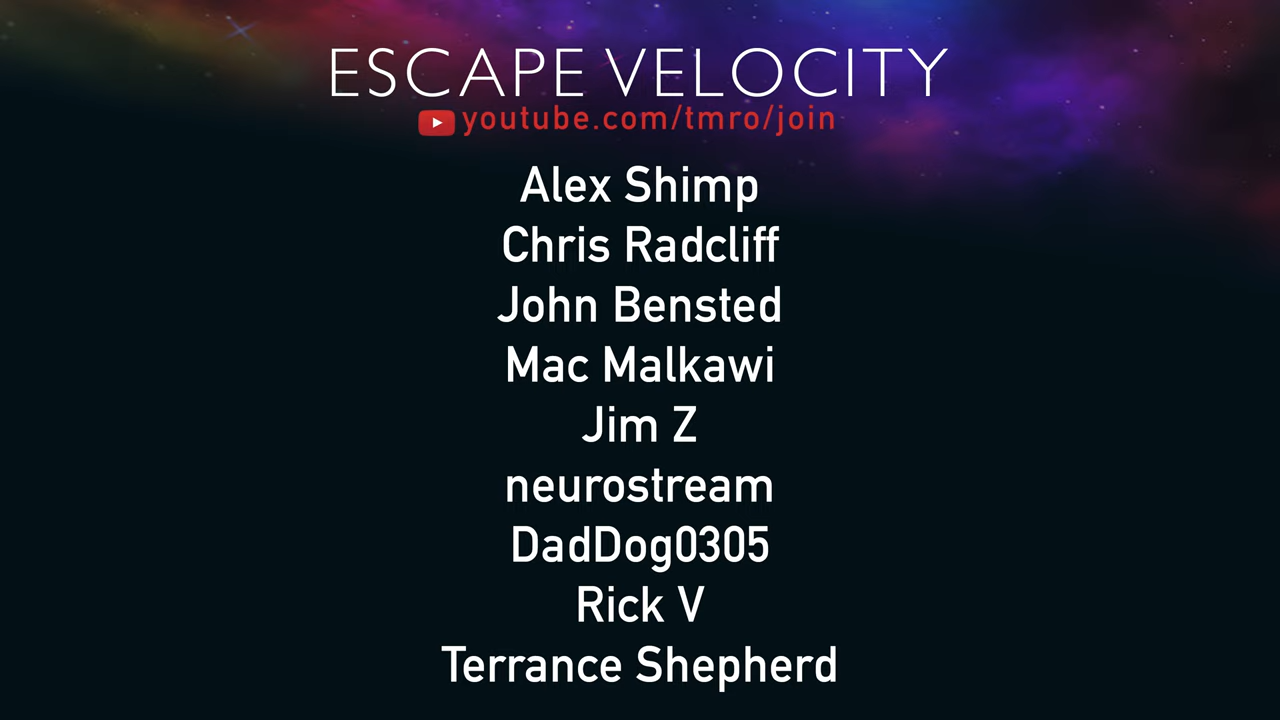 ESCAPE VELOCITY
youtube.com/tmro/join
Alex Shimp
Chris Radcliff
John Bensted
Mac Malkawi
Jim Z
neurostream
DadDog0305
Rick V
Terrance Shepherd